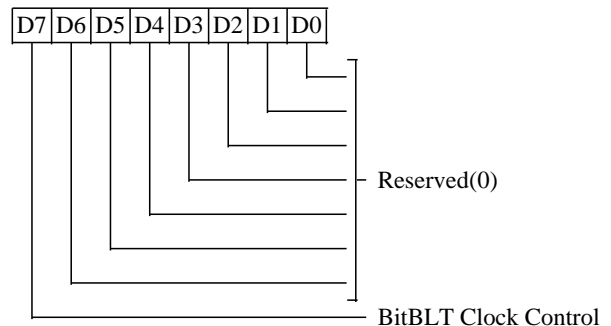 D7 D6 D5 D4 D3 D2 D1 D0
Reserved(0)
BitBLT Clock Control